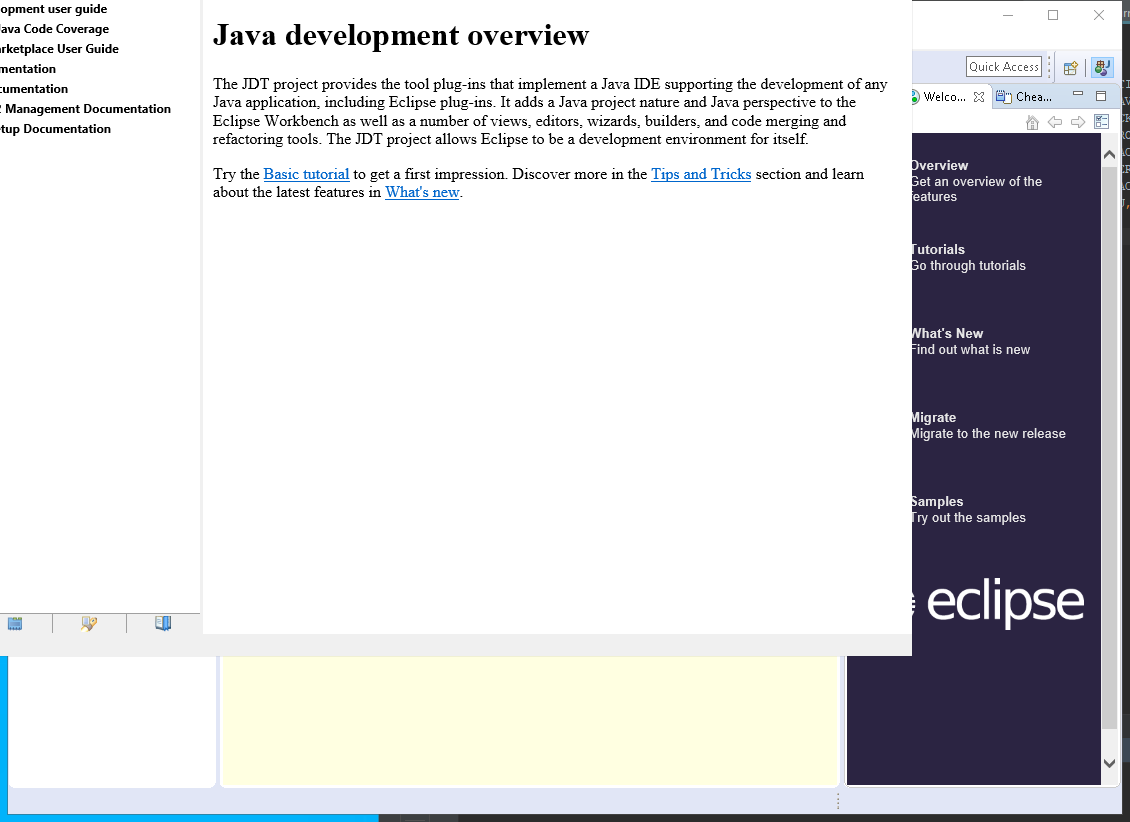 opment user guide
ava Code Coverage
rketplace User Guide
mentation
cumentation
2 Management Documentation
tup Documentation
Java development overview
The JDT project provides the tool plug-ins that implement a Java IDE supporting the development of any
Java application, including Eclipse plug-ins. It adds a Java project nature and Java perspective to the
Eclipse Workbench as well as a number of views, editors, wizards, builders, and code merging and
refactoring tools. The JDT project allows Eclipse to be a development environment for itself.
Try the Basic tutorial to get a first impression. Discover more in the Tips and Tricks section and learn
about the latest features in What's new.
Quick Access
Welco...
Chea...
Overview
Get an overview of the
features
Tutorials
Go through tutorials
What's New
Find out what is new
Migrate
Migrate to the new release
Samples
Try out the samples
eclipse